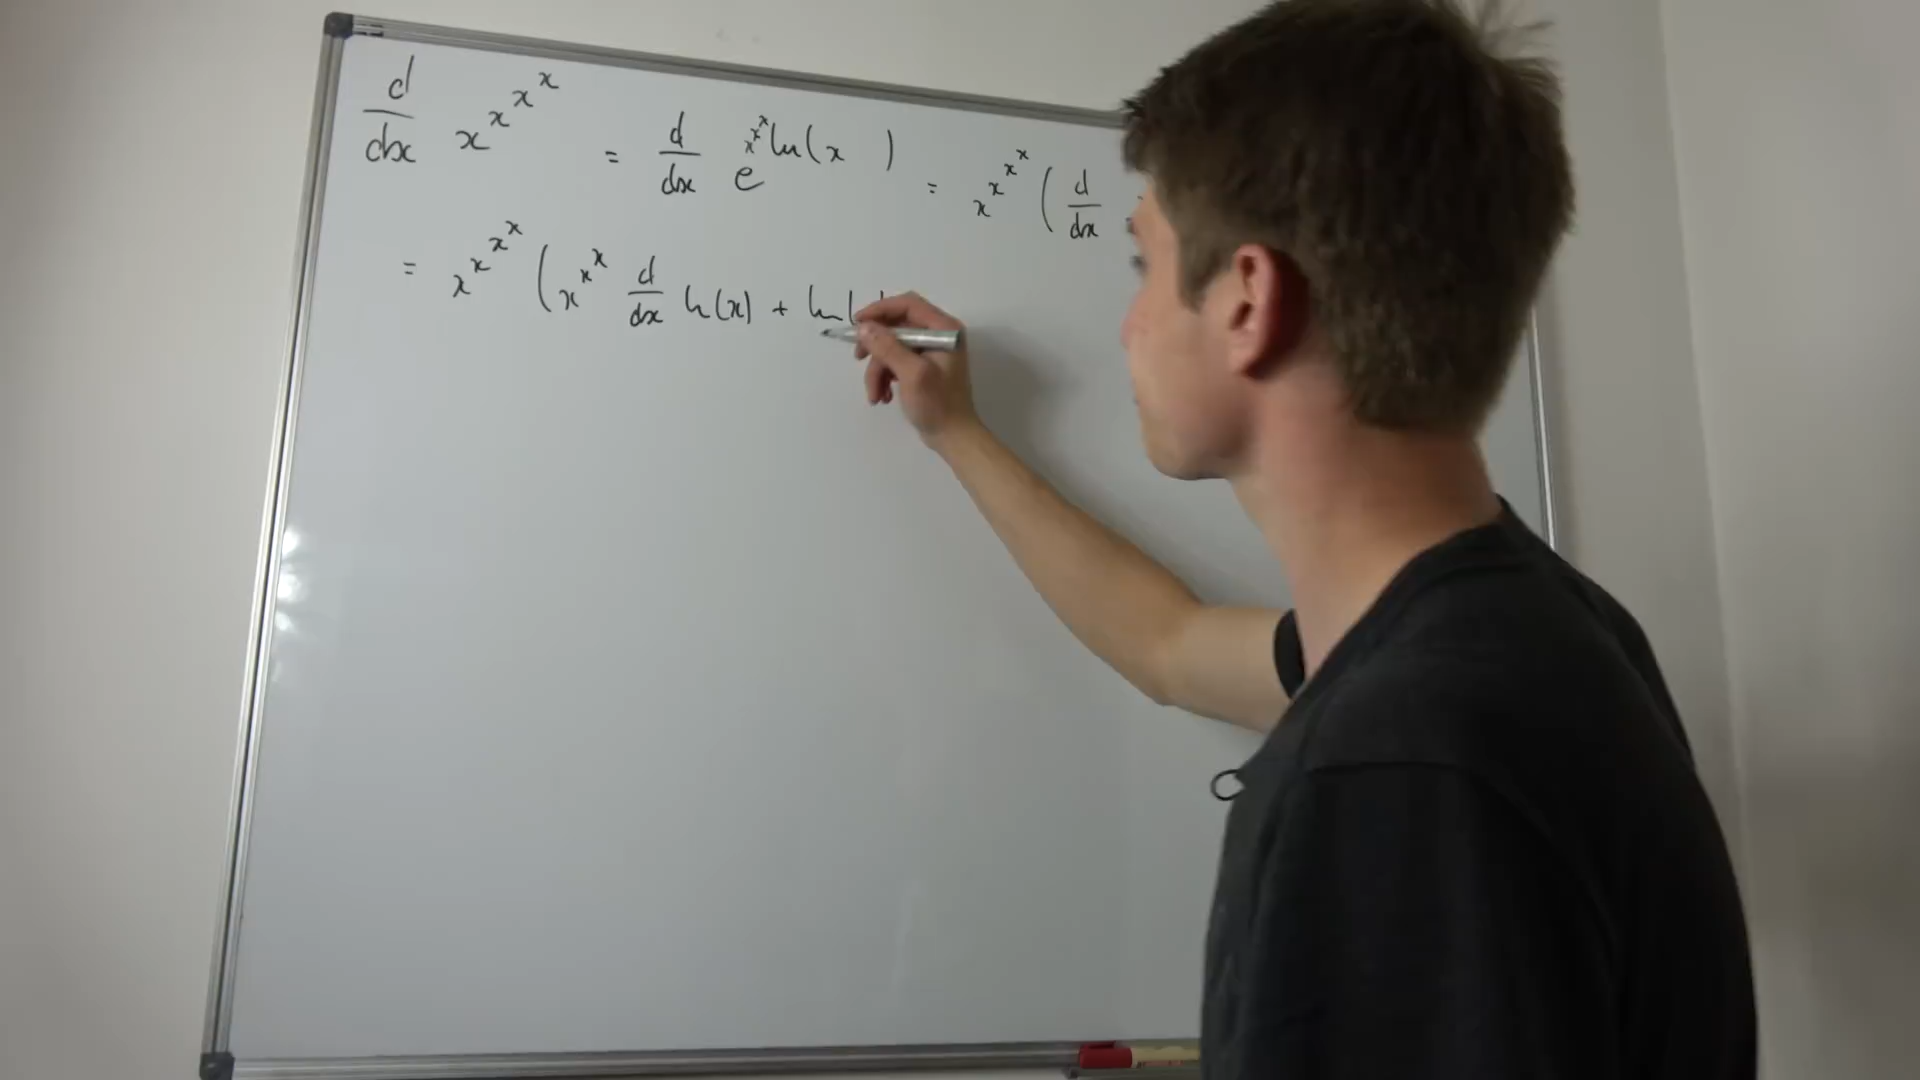 d/dx x^x^x^x = d/dx e^x^x^x ln(x ) = x^x^x^x (d/dx
= x^x^x^x (x^x^x d/dx ln(x) + ln(